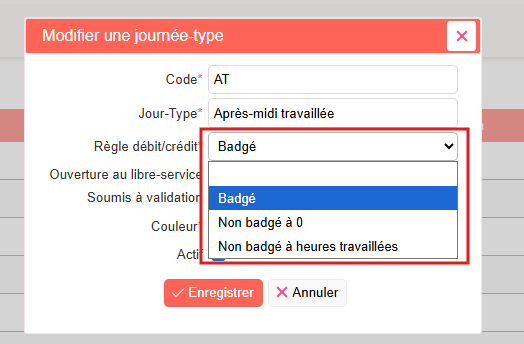 Modifier une journée-type
Code* AT
Jour-Type* Après-midi travaillée
Règle débit/crédit* Badgé
Ouverture au libre-service
Badgé
Soumis à validation
Non badgé à 0
Couleur*
Non badgé à heures travaillées
Actif
Enregistrer
Annuler